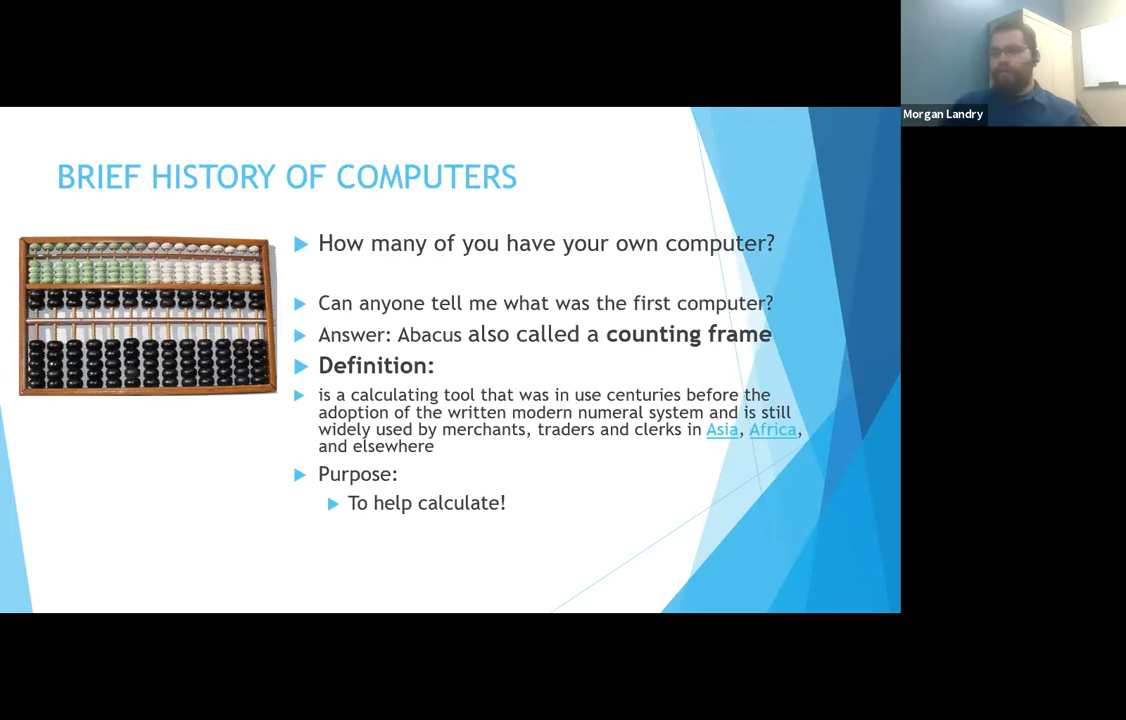 Morgan Landry
BRIEF HISTORY OF COMPUTERS
How many of you have your own computer?
Can anyone tell me what was the first computer?
Answer: Abacus also called a counting frame
Definition:
is a calculating tool that was in use centuries before the
adoption of the written modern numeral system and is still
widely used by merchants, traders and clerks in Asia, Africa,
and elsewhere
Purpose:
To help calculate!